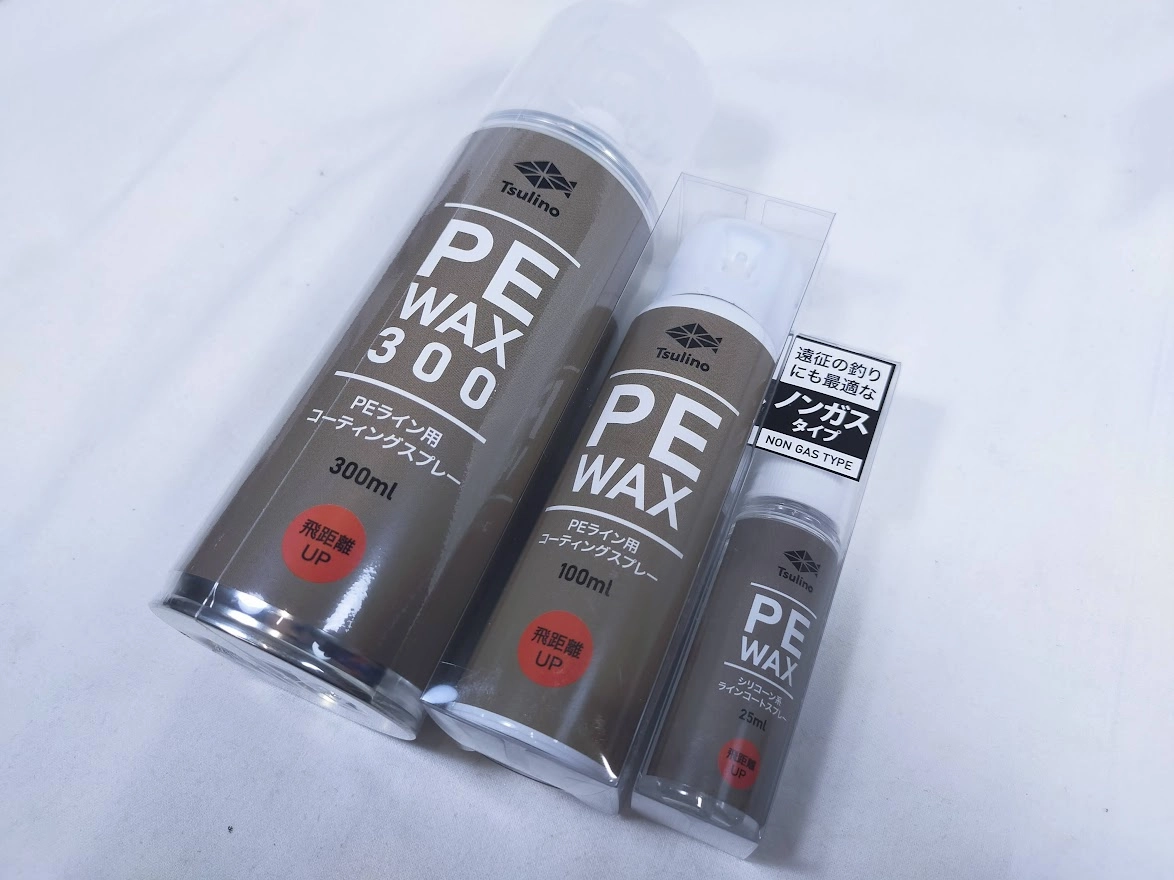 Tsulino
PE
WAX
300
PEライン用
コーティングスプレー
300ml
飛距離
UP
Tsulino
PE
WAX
PEライン用
コーティングスプレー
100ml
飛距離
UP
遠征の釣り
にも最適な
ノンガス
タイプ
NON GAS TYPE
Tsulino
PE
WAX
シリコーン系
ラインコートスプレー
25ml
飛距離
UP